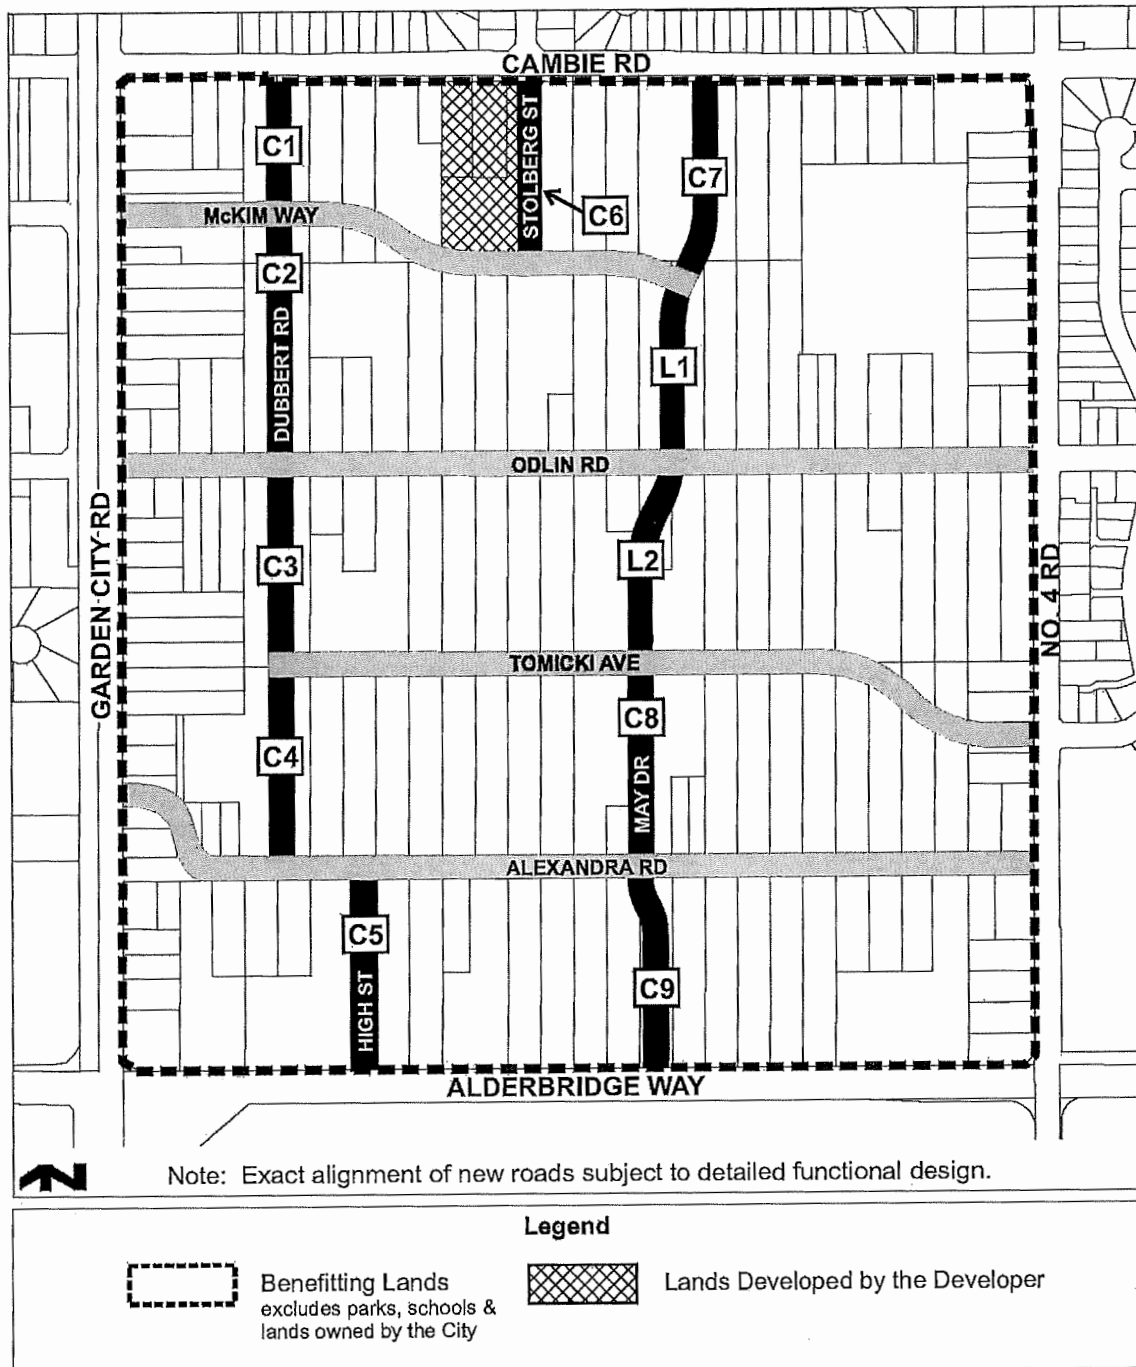 CAMBIE RD
C1
STOLBERG ST
C7
C6
McKIM WAY
C2
DUBBERT RD
L1
ODLIN RD
GARDEN CITY RD
C3
L2
NO. 4 RD
TOMICKI AVE
C8
C4
MAY DR
ALEXANDRA RD
C5
HIGH ST
C9
ALDERBRIDGE WAY
N
Note: Exact alignment of new roads subject to detailed functional design.
Legend
Benefitting Lands
excludes parks, schools &
lands owned by the City
Lands Developed by the Developer